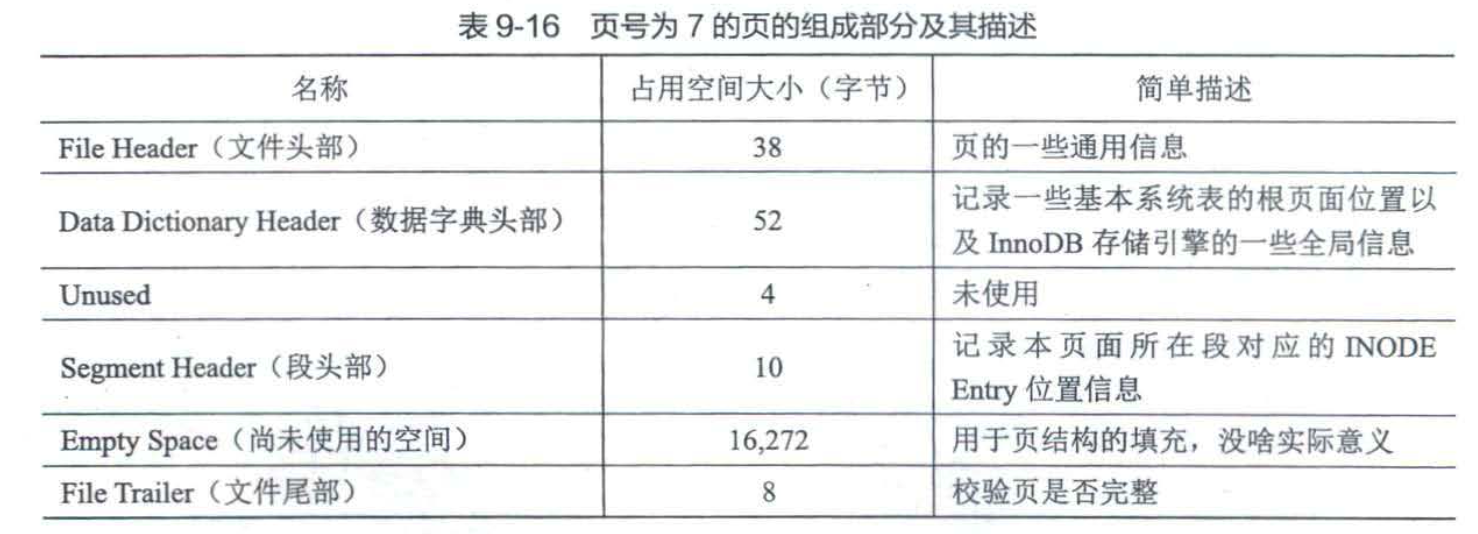 表 9-16 页号为 7 的页的组成部分及其描述
名称 占用空间大小（字节） 简单描述
File Header（文件头部） 38 页的一些通用信息
Data Dictionary Header（数据字典头部） 52 记录一些基本系统表的根页面位置以
及 InnoDB 存储引擎的一些全局信息
Unused 4 未使用
Segment Header（段头部） 10 记录本页面所在段对应的 INODE
Entry 位置信息
Empty Space（尚未使用的空间） 16,272 用于页结构的填充，没啥实际意义
File Trailer（文件尾部） 8 校验页是否完整